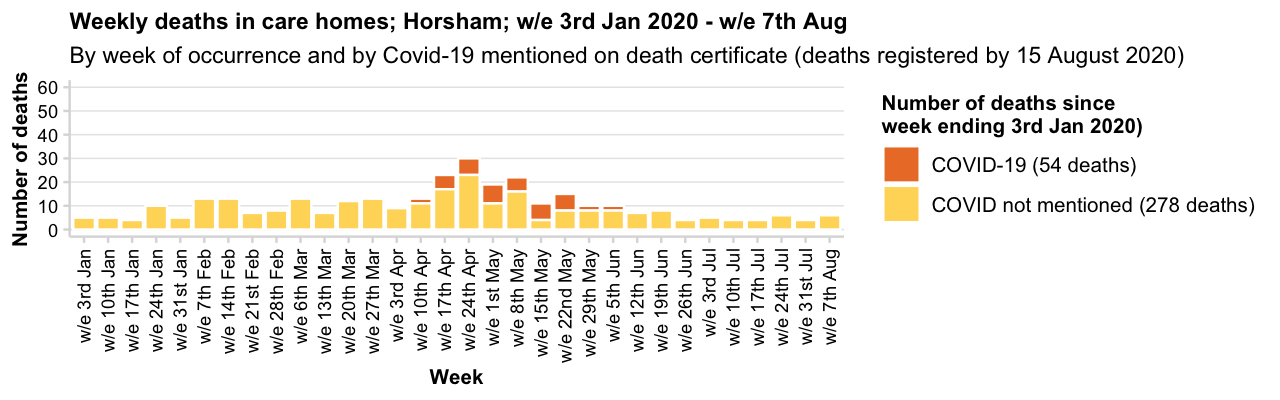 Weekly deaths in care homes; Horsham; w/e 3rd Jan 2020 - w/e 7th Aug
By week of occurrence and by Covid-19 mentioned on death certificate (deaths registered by 15 August 2020)
Number of deaths
60
50
40
30
20
10
0
w/e 3rd Jan
w/e 10th Jan
w/e 17th Jan
w/e 24th Jan
w/e 31st Jan
w/e 7th Feb
w/e 14th Feb
w/e 21st Feb
w/e 28th Feb
w/e 6th Mar
w/e 13th Mar
w/e 20th Mar
w/e 27th Mar
w/e 3rd Apr
w/e 10th Apr
w/e 17th Apr
w/e 24th Apr
w/e 1st May
w/e 8th May
w/e 15th May
w/e 22nd May
w/e 29th May
w/e 5th Jun
w/e 12th Jun
w/e 19th Jun
w/e 26th Jun
w/e 3rd Jul
w/e 10th Jul
w/e 17th Jul
w/e 24th Jul
w/e 31st Jul
w/e 7th Aug
Week
Number of deaths since
week ending 3rd Jan 2020)
COVID-19 (54 deaths)
COVID not mentioned (278 deaths)